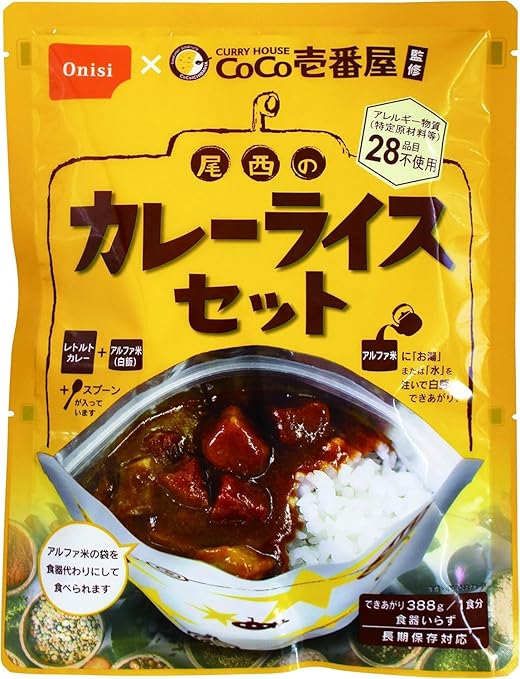 Onisi × CURRY HOUSE
CoCo壱番屋 監修
アレルギー物質
(特定原材料等)
28品目
不使用
尾西の
カレーライス
セット
レトルト
カレー
+
アルファ米
(白飯)
+スプーン
が入って
います
アルファ米 に「お湯」
または「水」を
注いで白飯の
できあがり!
アルファ米の袋を
食器代わりにして
食べられます
できあがり388g/1食分
食器いらず
長期保存対応